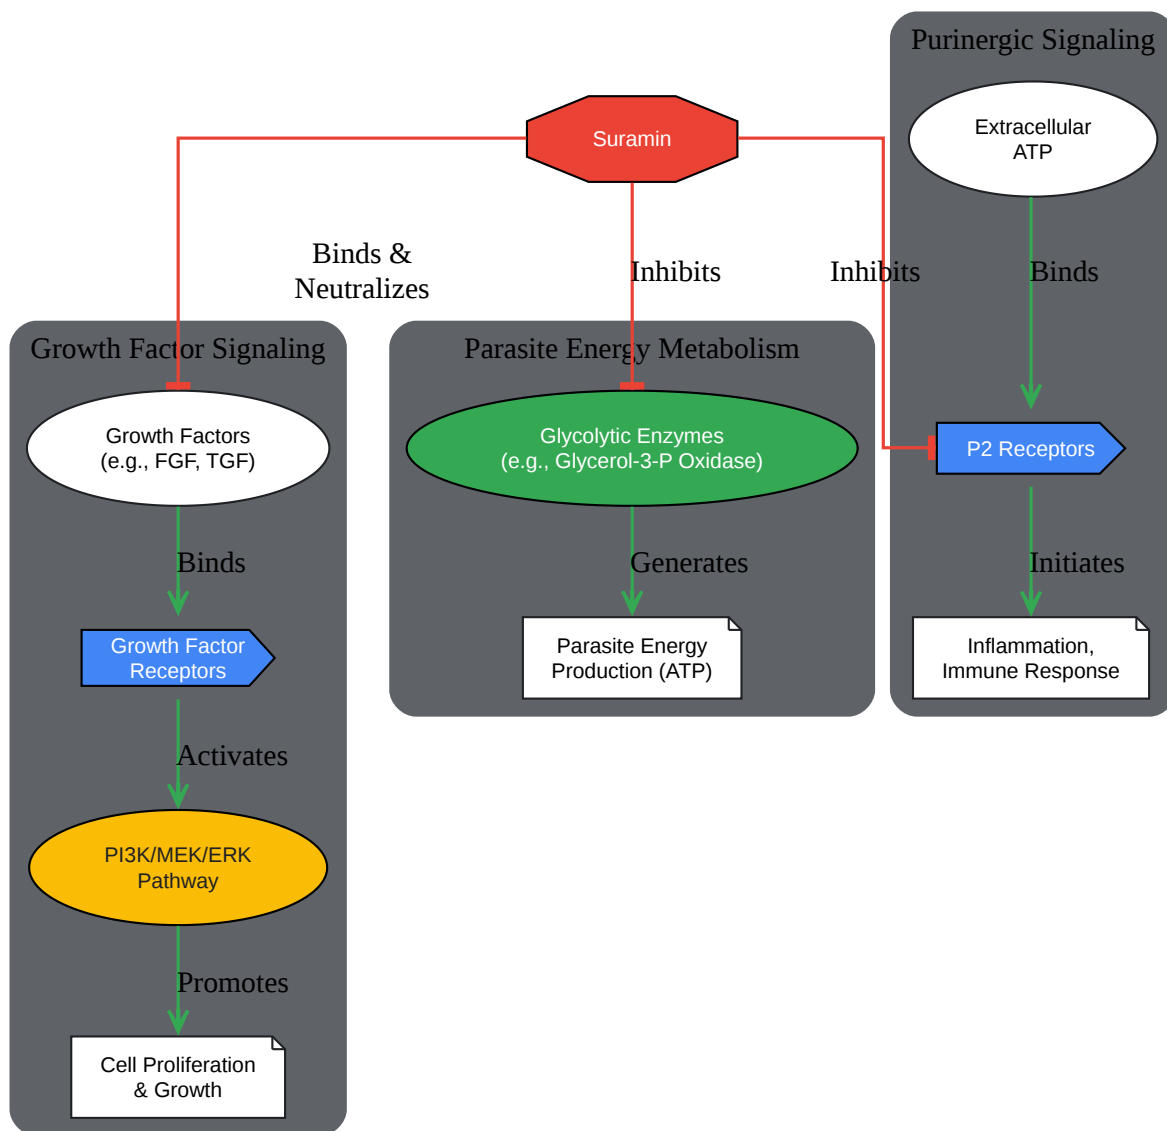 Purinergic Signaling
Suramin
Extracellular
ATP
Binds &
Neutralizes
Inhibits
Inhibits
Binds
Growth Factor Signaling
Growth Factors
(e.g., FGF, TGF)
Binds
Growth Factor
Receptors
Activates
PI3K/MEK/ERK
Pathway
Promotes
Cell Proliferation
& Growth
Parasite Energy Metabolism
Glycolytic Enzymes
(e.g., Glycerol-3-P Oxidase)
Generates
Parasite Energy
Production (ATP)
P2 Receptors
Initiates
Inflammation,
Immune Response